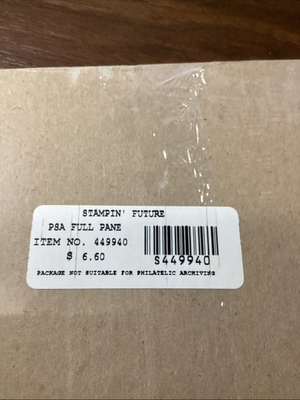 STAMPIN' FUTURE
PSA FULL PANE
ITEM NO. 449940
$ 6.60
S449940
PACKAGE NOT SUITABLE FOR PHILATELIC ARCHIVING